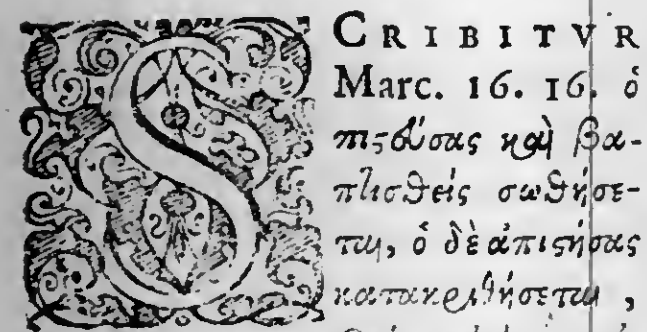 SCRIBITVR
Marc. 16. 16. ὁ
πιστεύσας καὶ βα-
πτισθεὶς σωθήσε-
ται, ὁ δὲ ἀπιστήσας
κατακριθήσεται,